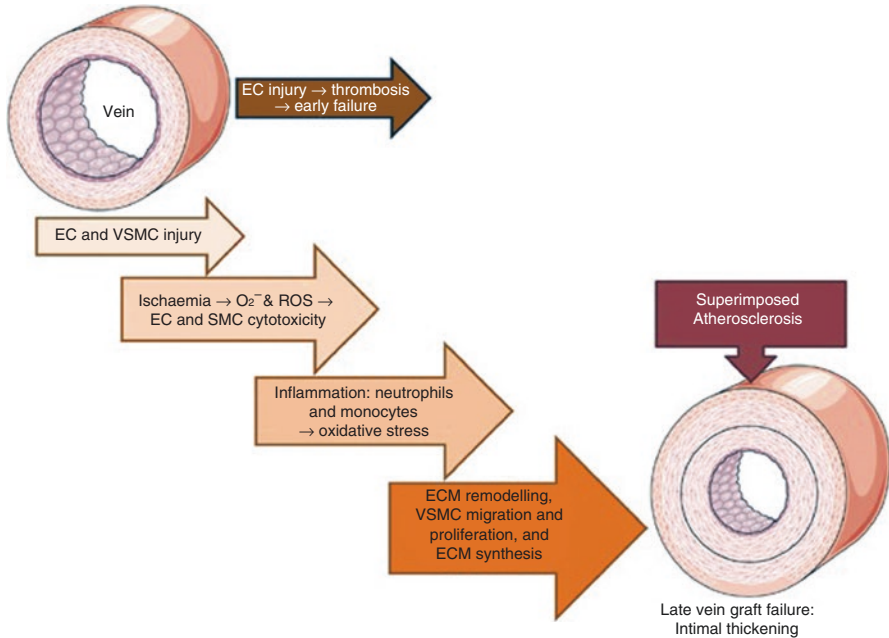 Vein
EC injury → thrombosis
→ early failure
EC and VSMC injury
Ischaemia → O₂⁻ & ROS →
EC and SMC cytotoxicity
Inflammation: neutrophils
and monocytes
→ oxidative stress
ECM remodelling,
VSMC migration and
proliferation, and
ECM synthesis
Superimposed
Atherosclerosis
Late vein graft failure:
Intimal thickening